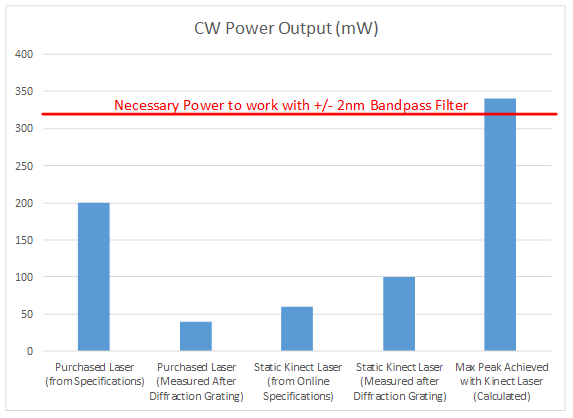 CW Power Output (mW)
400
350
Necessary Power to work with +/- 2nm Bandpass Filter
300
250
200
150
100
50
0
Purchased Laser
(from Specifications)
Purchased Laser
(Measured After
Diffraction Grating)
Static Kinect Laser
(from Online
Specifications)
Static Kinect Laser
(Measured after
Diffraction Grating)
Max Peak Achieved
with Kinect Laser
(Calculated)